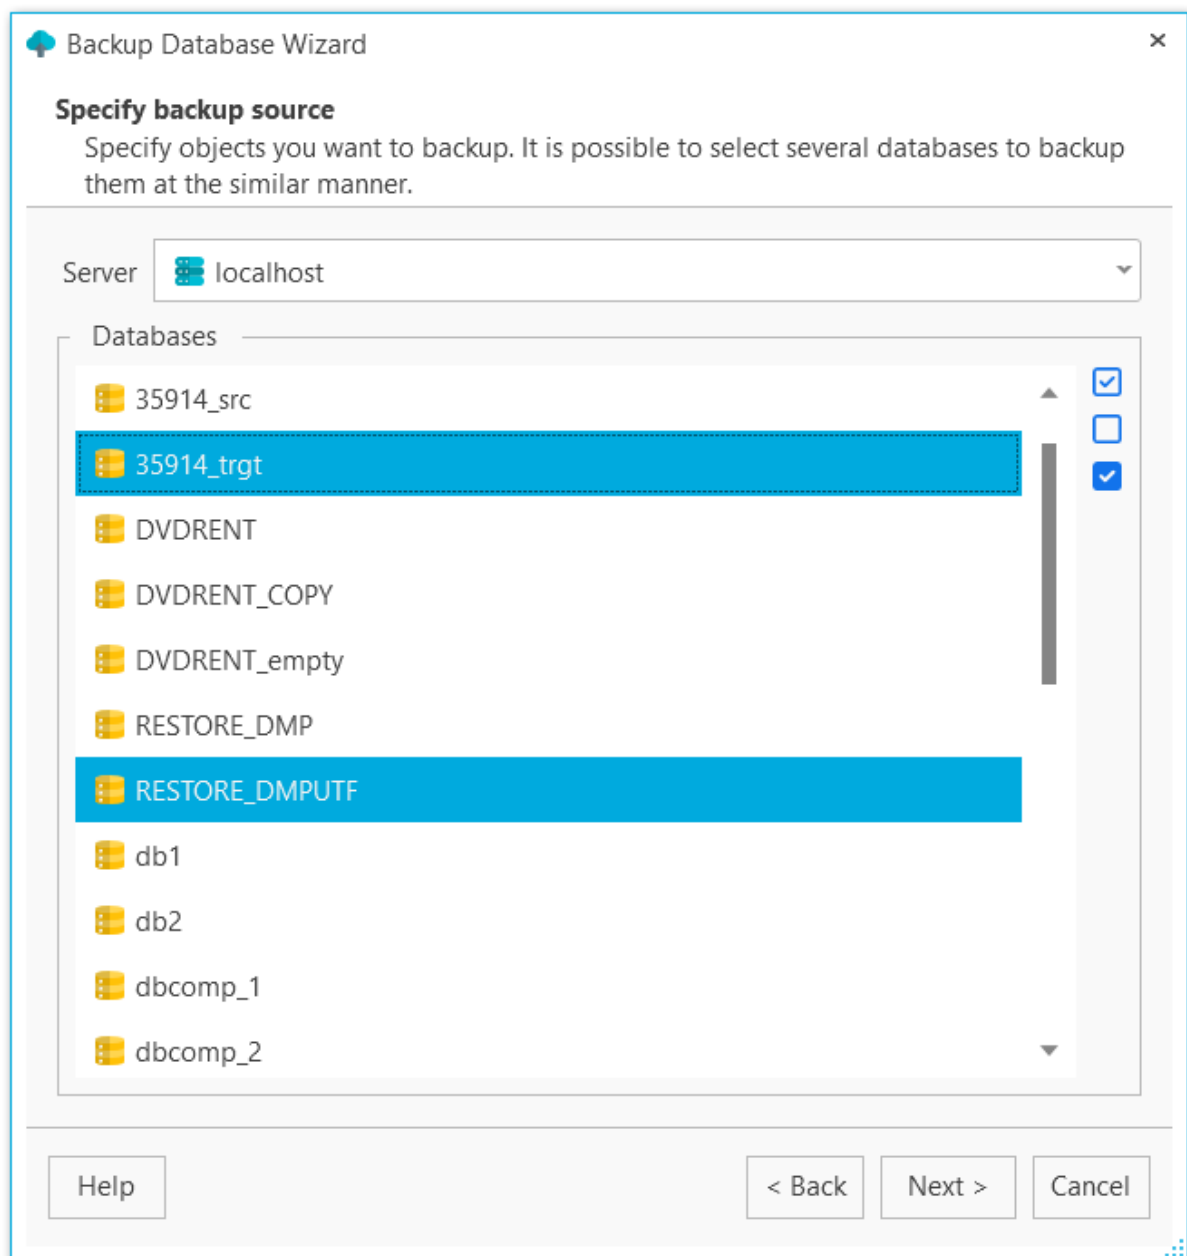 Backup Database Wizard
Specify backup source
Specify objects you want to backup. It is possible to select several databases to backup
them at the similar manner.
Server
localhost
Databases
35914_src
35914_trgt
DVDRENT
DVDRENT_COPY
DVDRENT_empty
RESTORE_DMP
RESTORE_DMPUTF
db1
db2
dbcomp_1
dbcomp_2
Help
< Back
Next >
Cancel